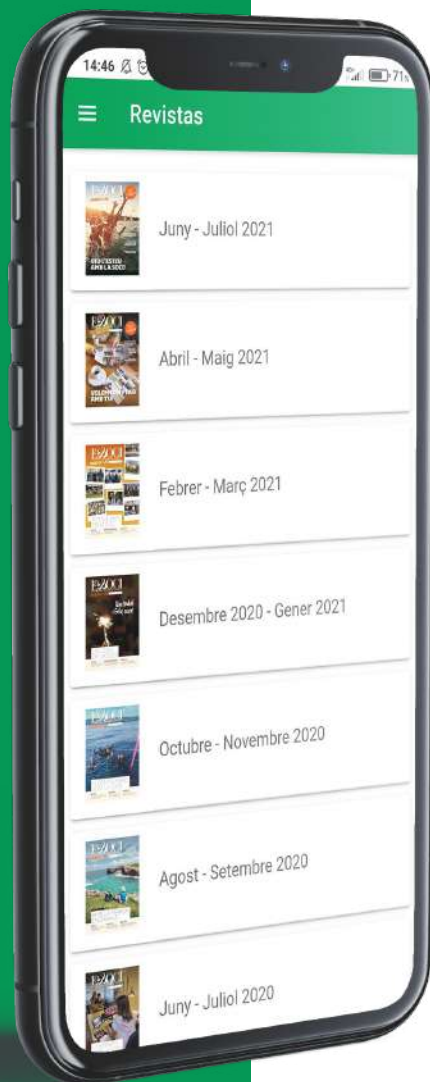 14:46
71%
Revistas
Juny - Juliol 2021
Abril - Maig 2021
Febrer - Març 2021
Desembre 2020 - Gener 2021
Octubre - Novembre 2020
Agost - Setembre 2020
Juny - Juliol 2020